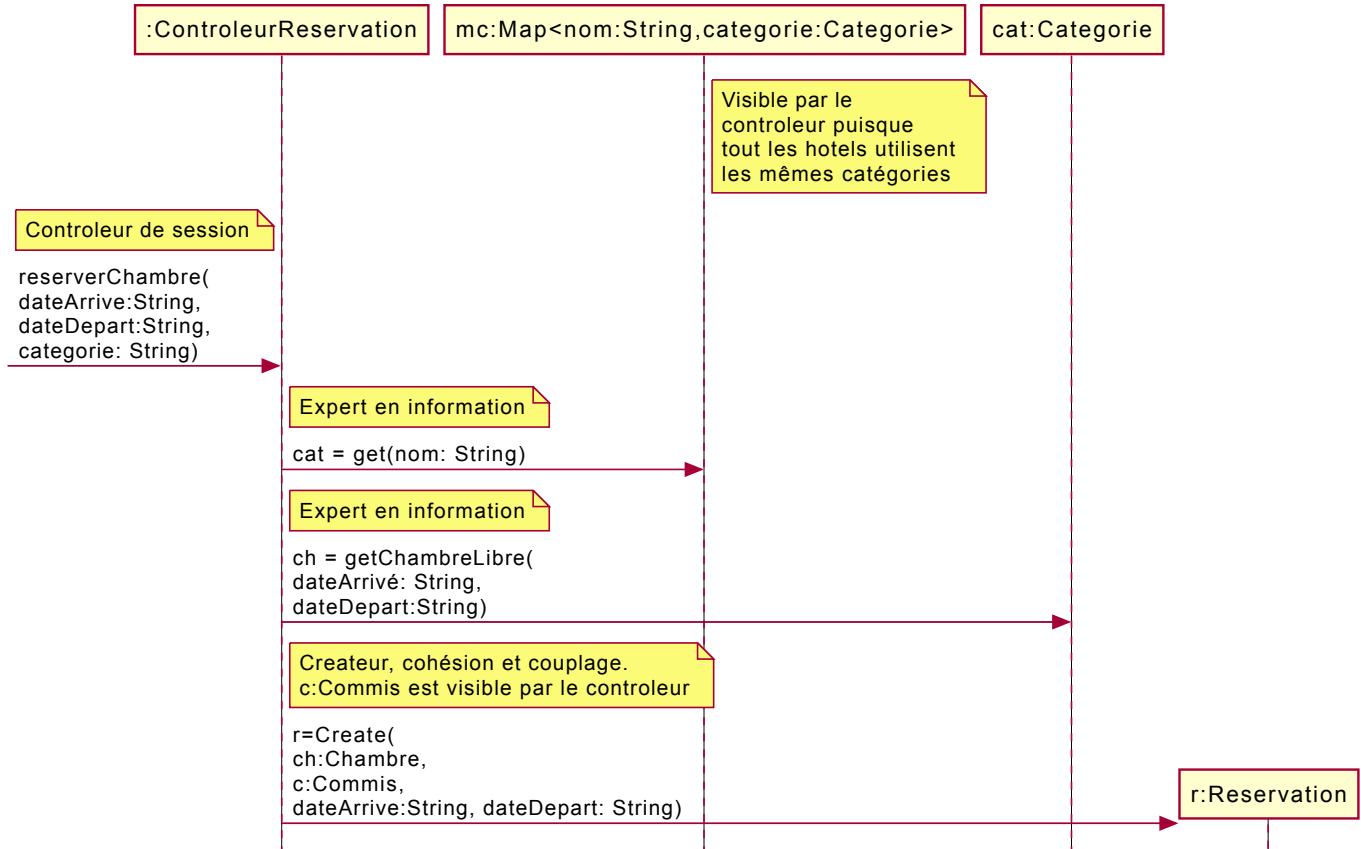 :ControleurReservation
mc:Map<nom:String,categorie:Categorie>
cat:Categorie
Visible par le
controleur puisque
tout les hotels utilisent
les mêmes catégories
Controleur de session
reserverChambre(
dateArrive:String,
dateDepart:String,
categorie: String)
Expert en information
cat = get(nom: String)
Expert en information
ch = getChambreLibre(
dateArrivé: String,
dateDepart:String)
Createur, cohésion et couplage.
c:Commis est visible par le controleur
r=Create(
ch:Chambre,
c:Commis,
dateArrive:String, dateDepart: String)
r:Reservation